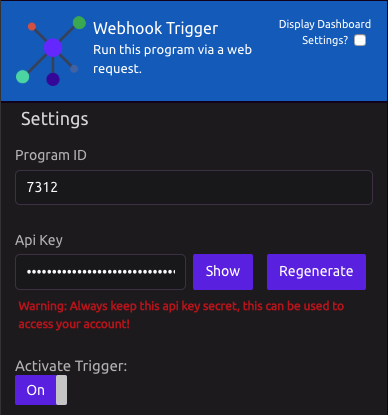 Webhook Trigger
Run this program via a web
request.
Display Dashboard
Settings?
Settings
Program ID
7312
Api Key
••••••••••••••••••••••••••••••
Show
Regenerate
Warning: Always keep this api key secret, this can be used to
access your account!
Activate Trigger:
On